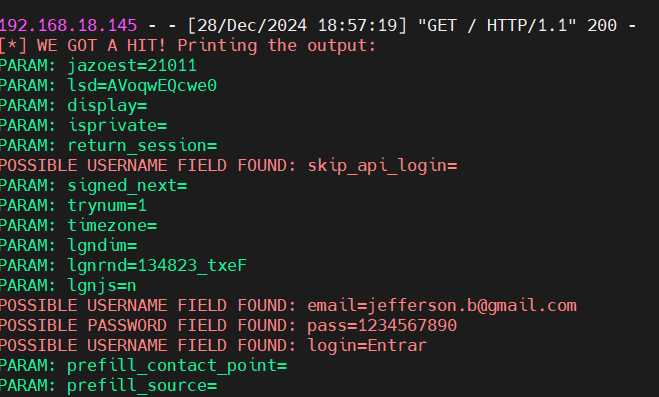 192.168.18.145 - - [28/Dec/2024 18:57:19] "GET / HTTP/1.1" 200 -
[*] WE GOT A HIT! Printing the output:
PARAM: jazoest=21011
PARAM: lsd=AVoqwEQcwe0
PARAM: display=
PARAM: isprivate=
PARAM: return_session=
POSSIBLE USERNAME FIELD FOUND: skip_api_login=
PARAM: signed_next=
PARAM: trynum=1
PARAM: timezone=
PARAM: lgndim=
PARAM: lgnrnd=134823_txeF
PARAM: lgnjs=n
POSSIBLE USERNAME FIELD FOUND: email=jefferson.b@gmail.com
POSSIBLE PASSWORD FIELD FOUND: pass=1234567890
POSSIBLE USERNAME FIELD FOUND: login=Entrar
PARAM: prefill_contact_point=
PARAM: prefill_source=